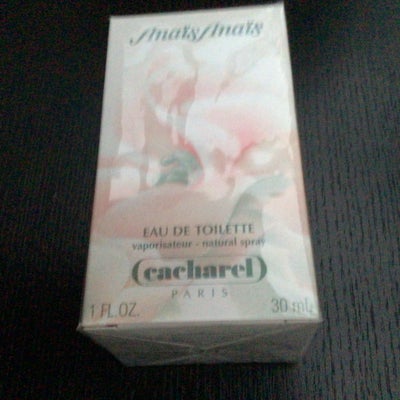 Anaïs Anaïs
EAU DE TOILETTE
vaporisateur - natural spray
(cacharel)
PARIS
1 FL.OZ. 30 mL